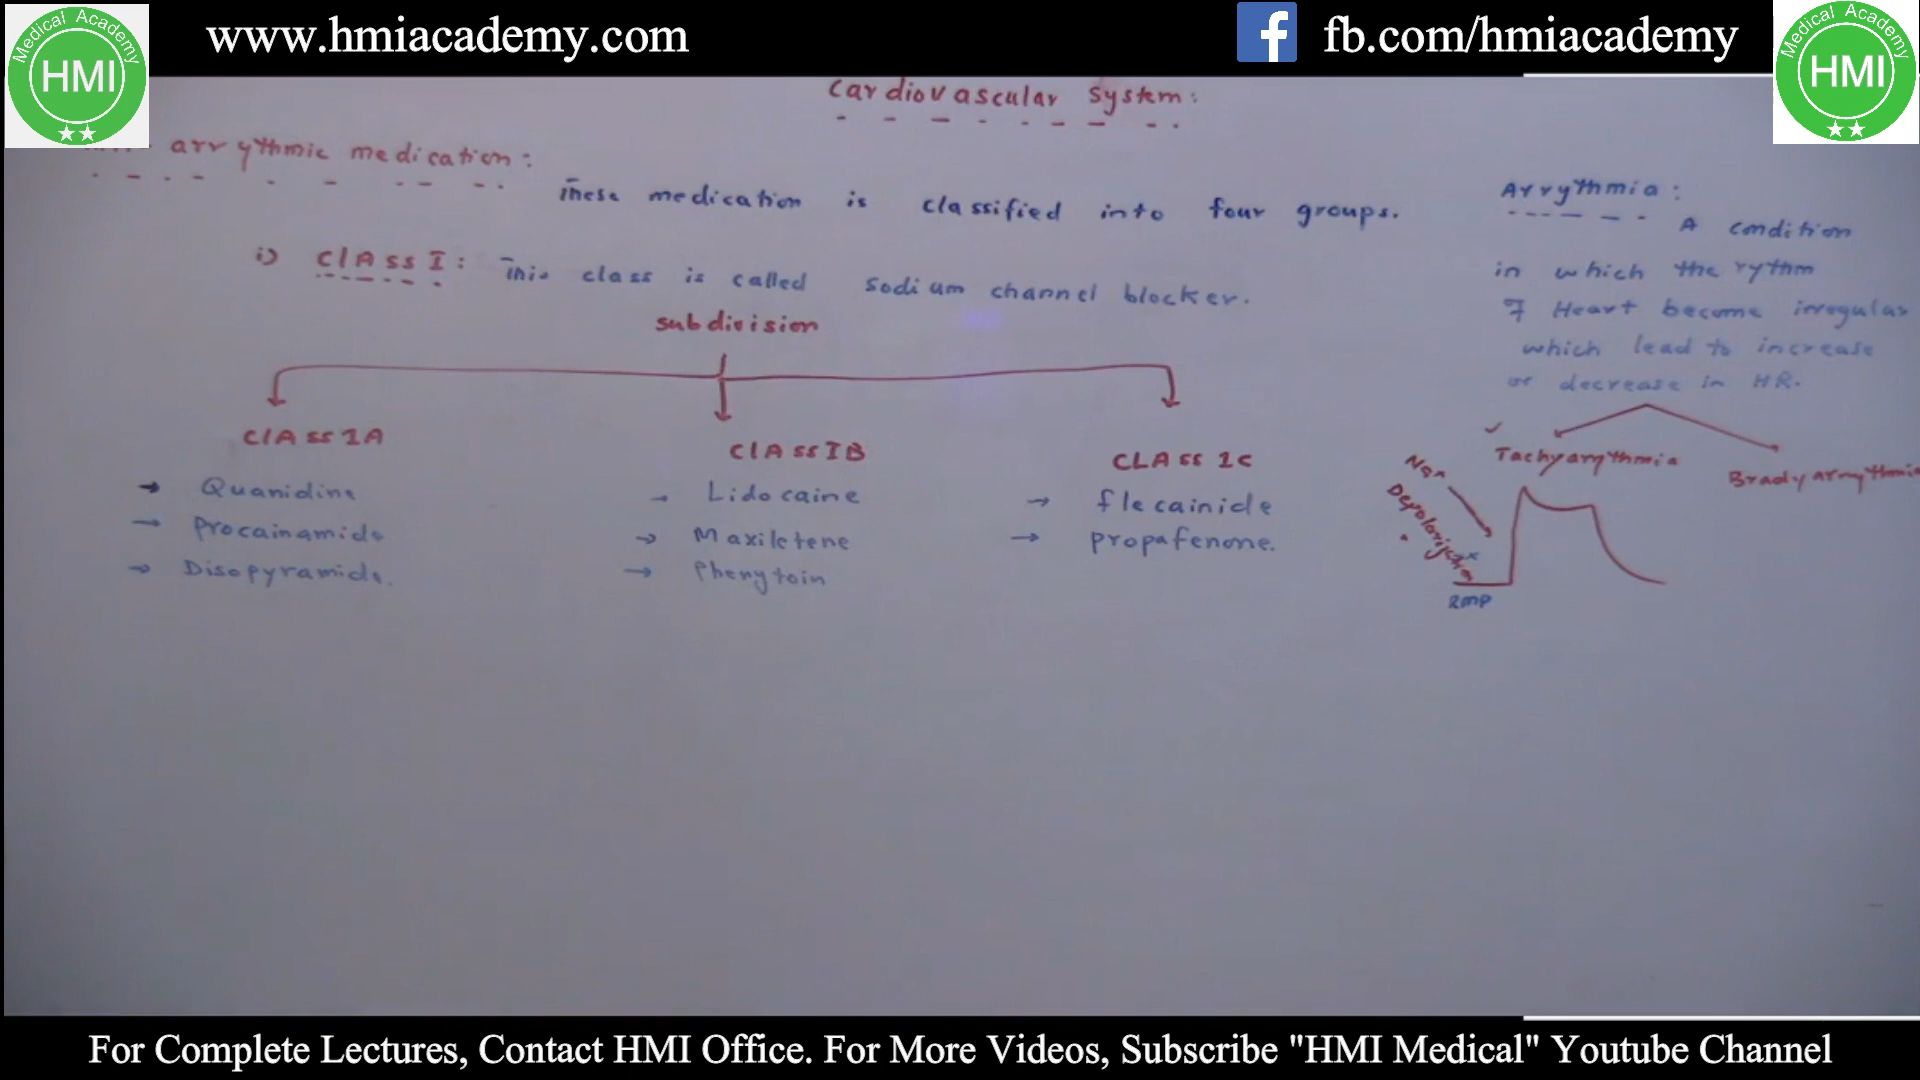 www.hmiacademy.com
fb.com/hmiacademy
Medical Academy
HMI
Medical Academy
HMI
Cardiovascular System:
arrythmic medication:
These medication is classified into four groups.
i) ClASS I: This class is called sodium channel blocker.
subdivision
ClASS IA
Quanidine
Procainamide
Disopyramide.
ClASS IB
Lidocaine
Maxiletene
Phenytoin
CLASS IC
flecainide
propafenone.
Arrythmia:
A condition
in which the rythm
of Heart become irregular
which lead to increase
or decrease in HR.
Tachyarrythmia
Bradyarrythmia
Na+
Depolarization
RMP
For Complete Lectures, Contact HMI Office. For More Videos, Subscribe "HMI Medical" Youtube Channel